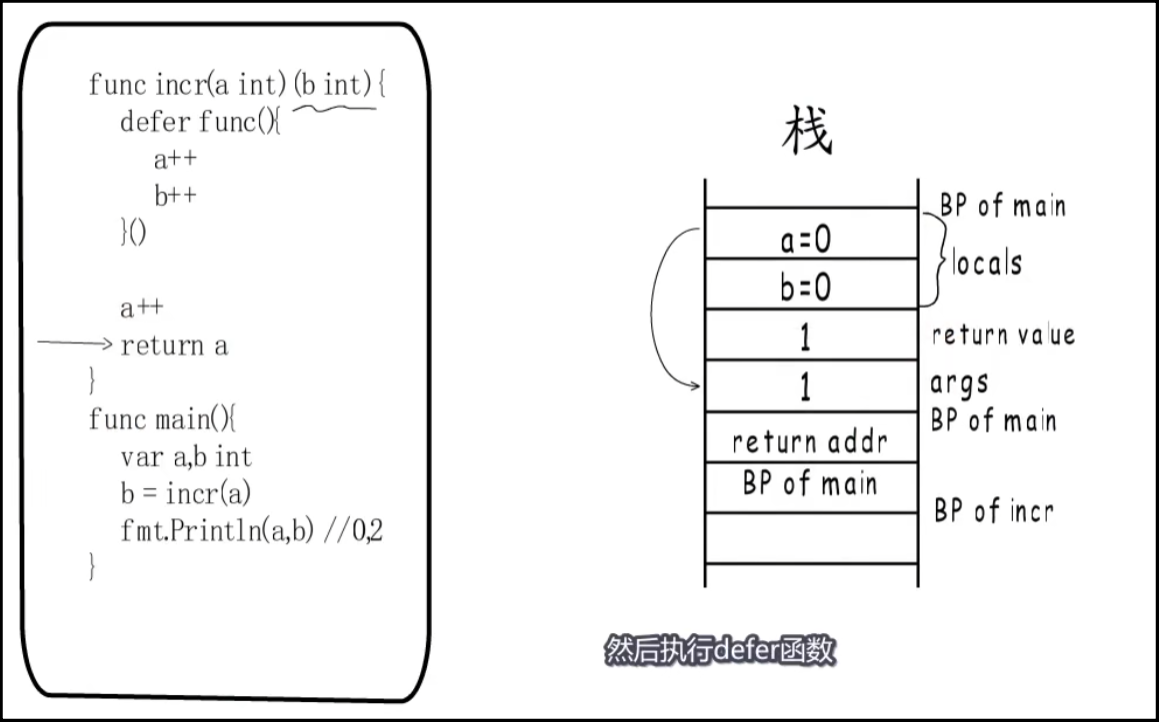 func incr(a int) (b int){
defer func(){
a++
b++
}()
a++
return a
}
func main(){
var a,b int
b = incr(a)
fmt.Println(a,b) //0,2
}
栈
BP of main
a=0
locals
b=0
1
return value
1
args
BP of main
return addr
BP of main
BP of incr
然后执行defer函数